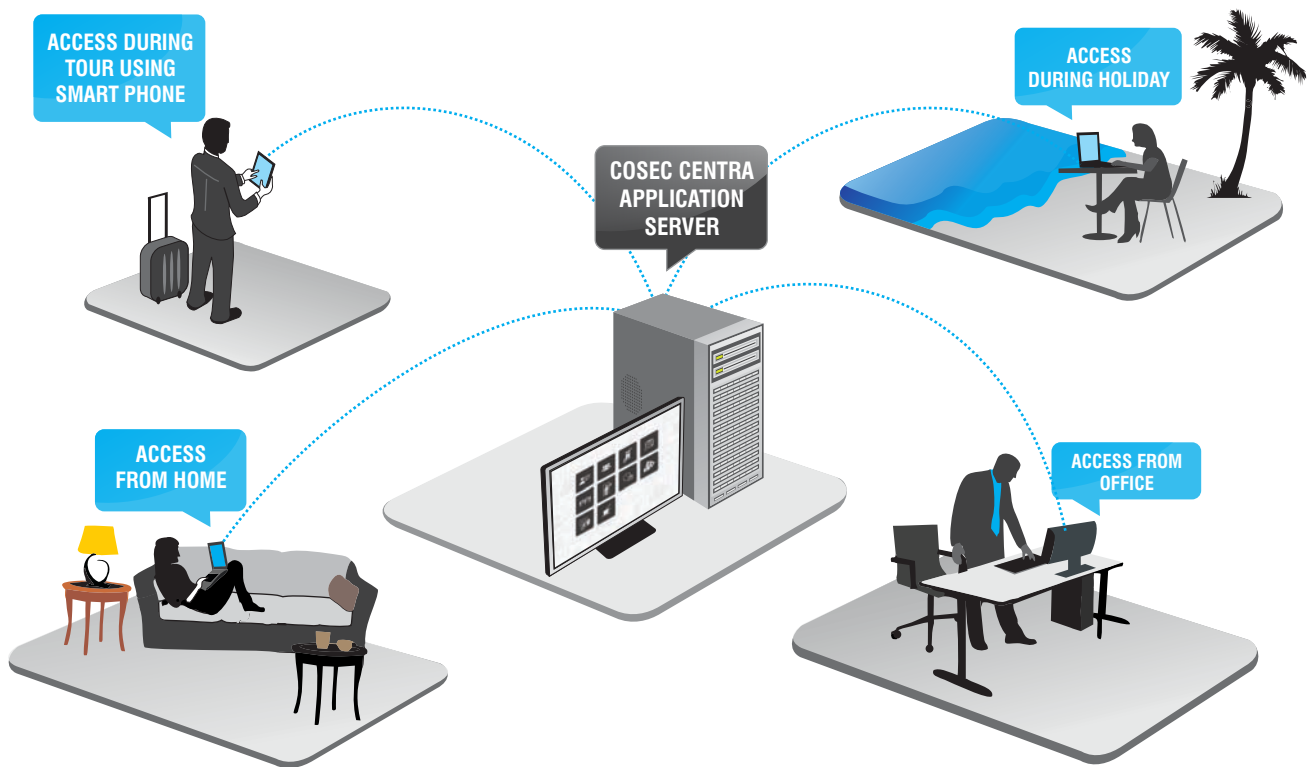 ACCESS DURING
TOUR USING
SMART PHONE
ACCESS
DURING HOLIDAY
COSEC CENTRA
APPLICATION
SERVER
ACCESS
FROM HOME
ACCESS FROM
OFFICE